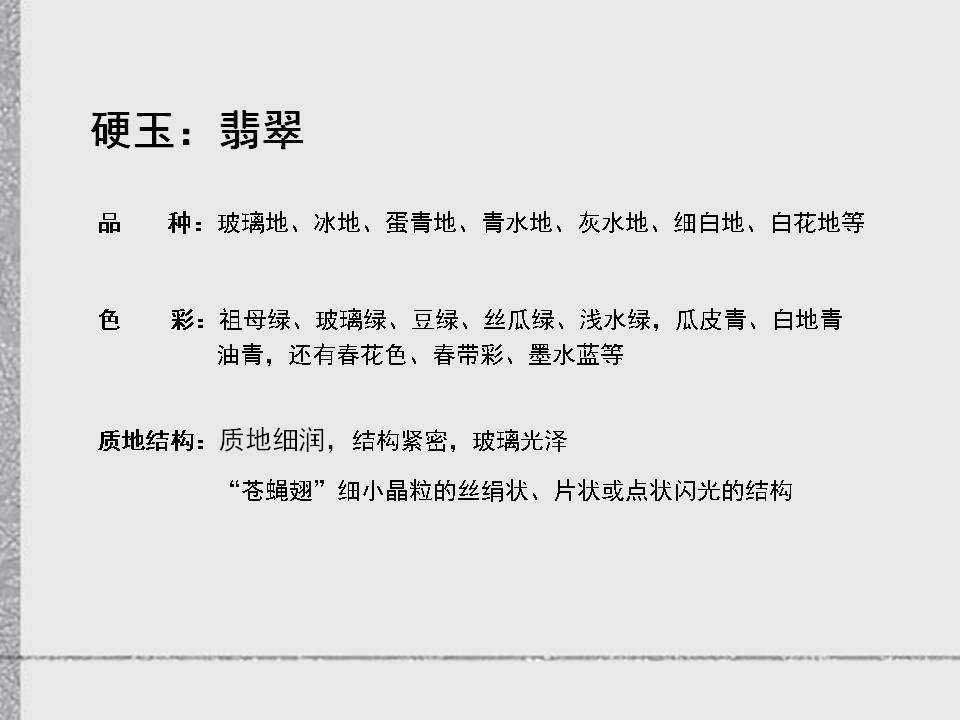 硬玉：翡翠
品　　种：玻璃地、冰地、蛋青地、青水地、灰水地、细白地、白花地等
色　　彩：祖母绿、玻璃绿、豆绿、丝瓜绿、浅水绿，瓜皮青、白地青
油青，还有春花色、春带彩、墨水蓝等
质地结构：质地细润，结构紧密，玻璃光泽
“苍蝇翅”细小晶粒的丝绢状、片状或点状闪光的结构